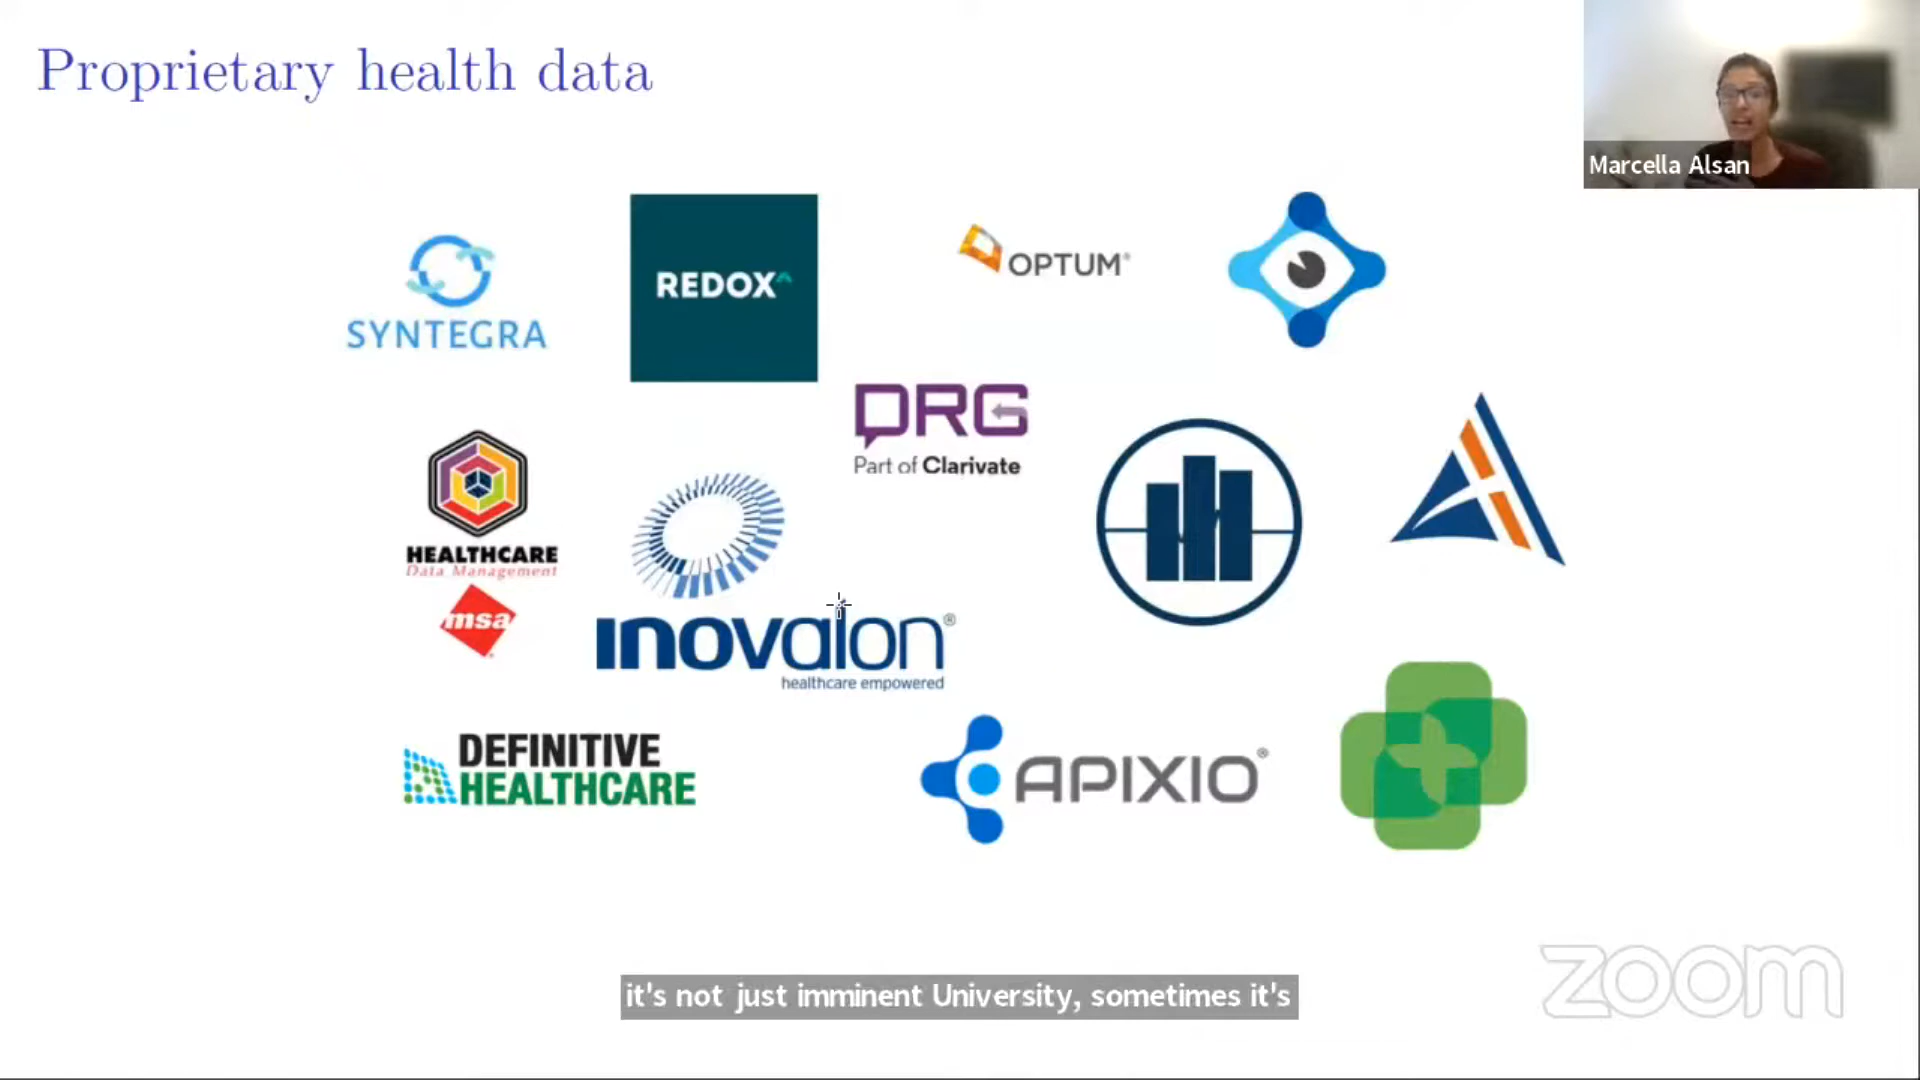 Proprietary health data
Marcella Alsan
SYNTEGRA
REDOX
OPTUM®
DRG
Part of Clarivate
HEALTHCARE
Data Management
msa
INOVALON®
healthcare empowered
DEFINITIVE
HEALTHCARE
APIXIO®
it's not just imminent University, sometimes it's
zoom